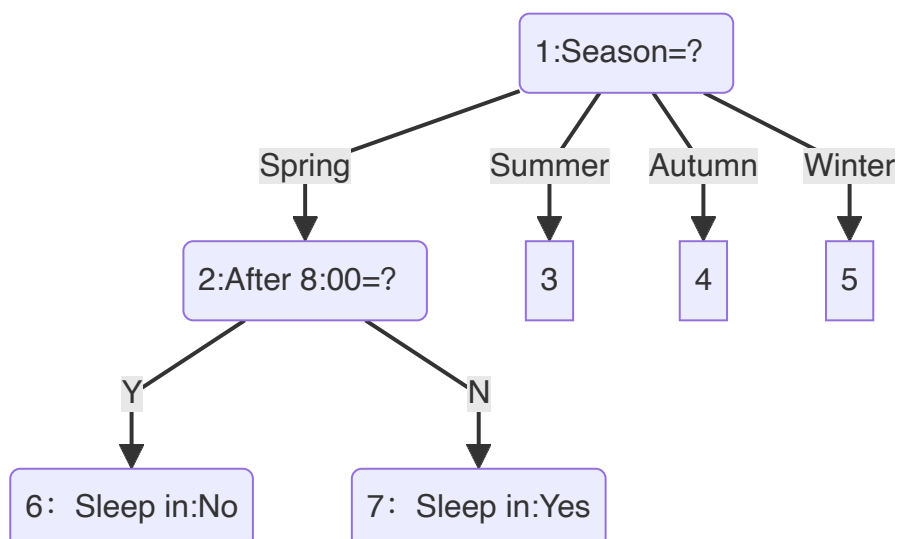 1:Season=?
Spring
Summer
Autumn
Winter
2:After 8:00=?
3
4
5
Y
N
6：Sleep in:No
7：Sleep in:Yes